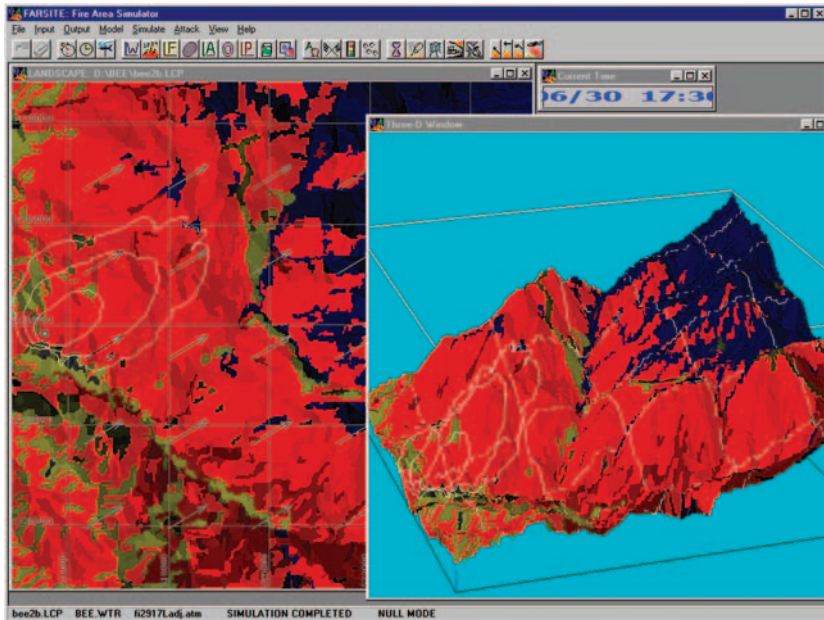 FARSITE: Fire Area Simulator
File Input Output Model Simulate Attack View Help
LANDSCAPE: D:\BEE\bee2b.LCP
Current Time
06/30 17:30
Three-D Window
bee2b.LCP BEE.WTR fi2917Ladj.atm SIMULATION COMPLETED NULL MODE